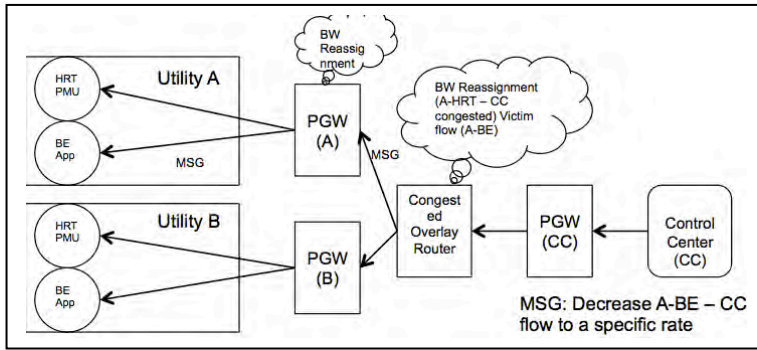 BW
Reassig
nment
Utility A
HRT
PMU
BE
App
MSG
PGW
(A)
BW Reassignment
(A-HRT – CC
congested) Victim
flow (A-BE)
MSG
Utility B
HRT
PMU
BE
App
PGW
(B)
Congest
ed
Overlay
Router
PGW
(CC)
Control
Center
(CC)
MSG: Decrease A-BE – CC
flow to a specific rate